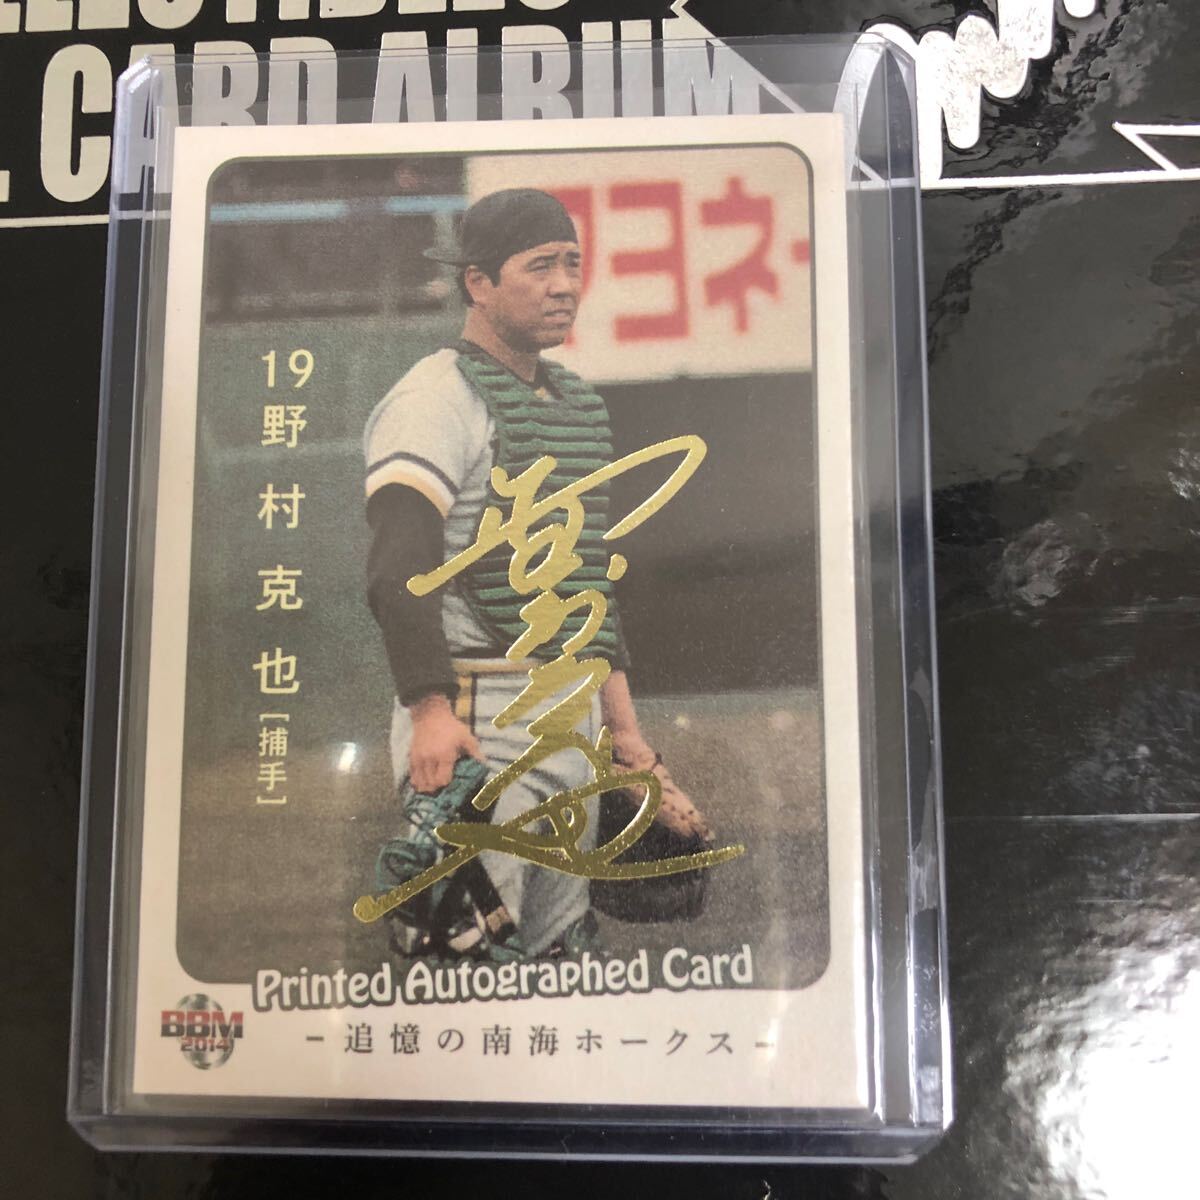 CARD ALBUM
マヨネー
19
野村克也
[捕手]
Printed Autographed Card
BBM
2014
－追憶の南海ホークス－